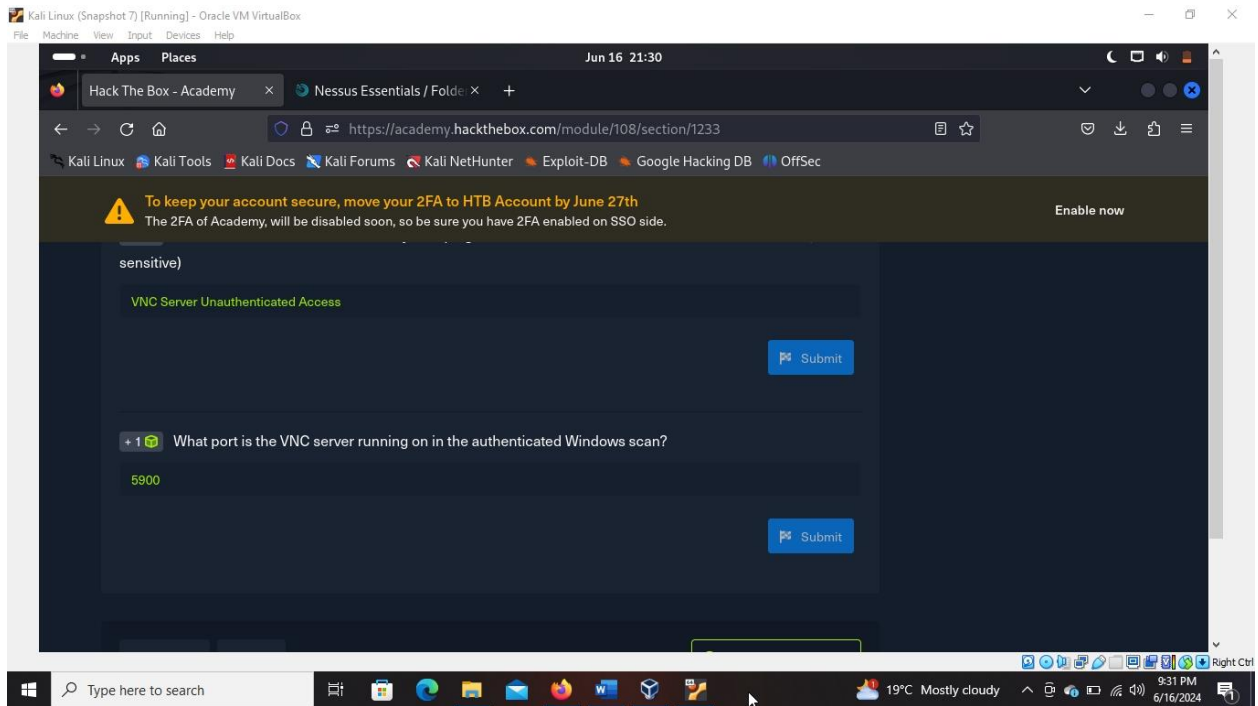 Kali Linux (Snapshot 7) [Running] - Oracle VM VirtualBox
File Machine View Input Devices Help
Apps Places Jun 16 21:30
Hack The Box - Academy Nessus Essentials / Folde
https://academy.hackthebox.com/module/108/section/1233
Kali Linux Kali Tools Kali Docs Kali Forums Kali NetHunter Exploit-DB Google Hacking DB OffSec
To keep your account secure, move your 2FA to HTB Account by June 27th
The 2FA of Academy, will be disabled soon, so be sure you have 2FA enabled on SSO side.
Enable now
sensitive)
VNC Server Unauthenticated Access
Submit
+ 1 What port is the VNC server running on in the authenticated Windows scan?
5900
Submit
Right Ctrl
Type here to search
19°C Mostly cloudy
9:31 PM
6/16/2024